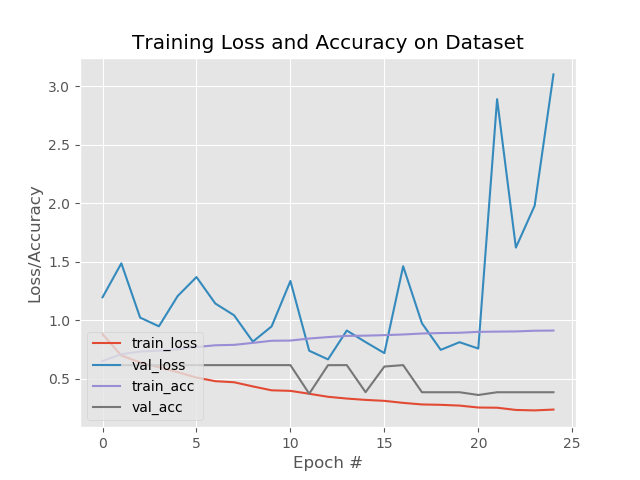 Training Loss and Accuracy on Dataset
3.0
2.5
2.0
1.5
1.0
0.5
Loss/Accuracy
train_loss
val_loss
train_acc
val_acc
0
5
10
15
20
25
Epoch #